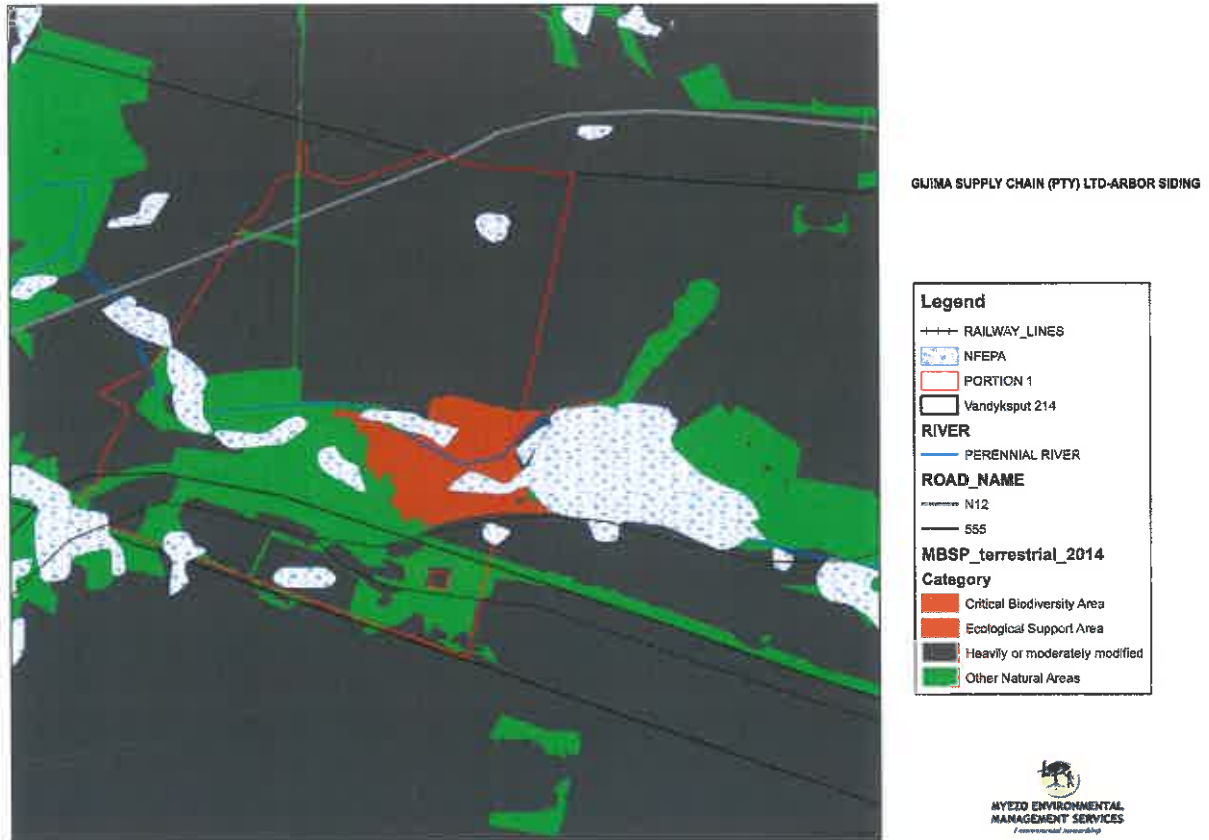 GIJIMA SUPPLY CHAIN (PTY) LTD-ARBOR SIDING
Legend
RAILWAY_LINES
NFEPA
PORTION 1
Vandyksput 214
RIVER
PERENNIAL RIVER
ROAD_NAME
N12
555
MBSP_terrestrial_2014
Category
Critical Biodiversity Area
Ecological Support Area
Heavily or moderately modified
Other Natural Areas
MYEZO ENVIRONMENTAL
MANAGEMENT SERVICES
Environmental stewardship